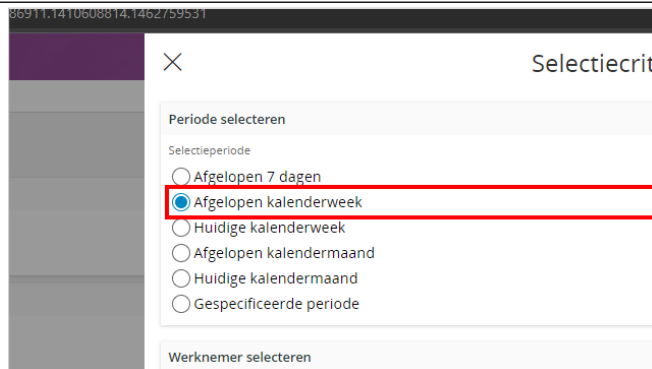 86911.1410608814.1462759531
Selectiecrit
Periode selecteren
Selectieperiode
Afgelopen 7 dagen
Afgelopen kalenderweek
Huidige kalenderweek
Afgelopen kalendermaand
Huidige kalendermaand
Gespecificeerde periode
Werknemer selecteren